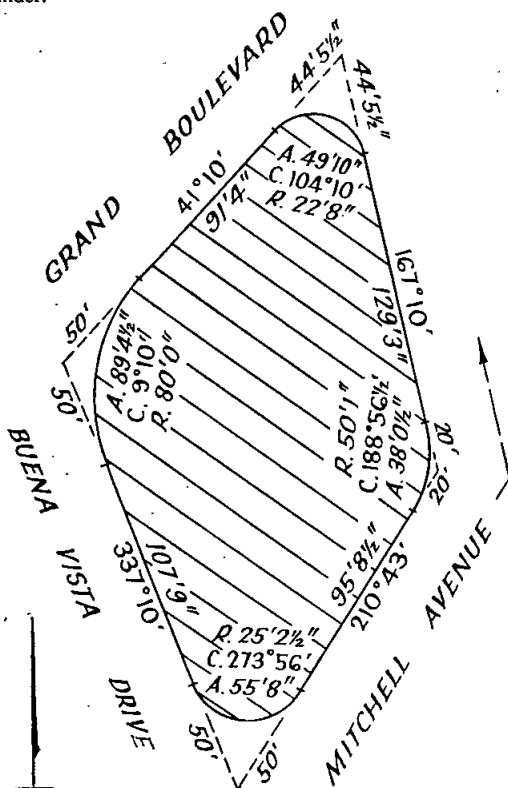 nder.
GRAND BOULEVARD
44'5½"
44'5½"
A. 49'10"
C. 104°10'
R. 22'8"
41°10'
91'4"
167°10'
129'3"
50'
50'
A. 89'4½"
C. 9°10'
R. 80'0"
R. 50'1"
C. 188°56½'
A. 38'0½"
20'
20'
BUENA VISTA DRIVE
337°10'
107'9"
95'8½"
210°43'
MITCHELL AVENUE
R. 25'2½"
C. 273°56'
A. 55'8"
50'
50'